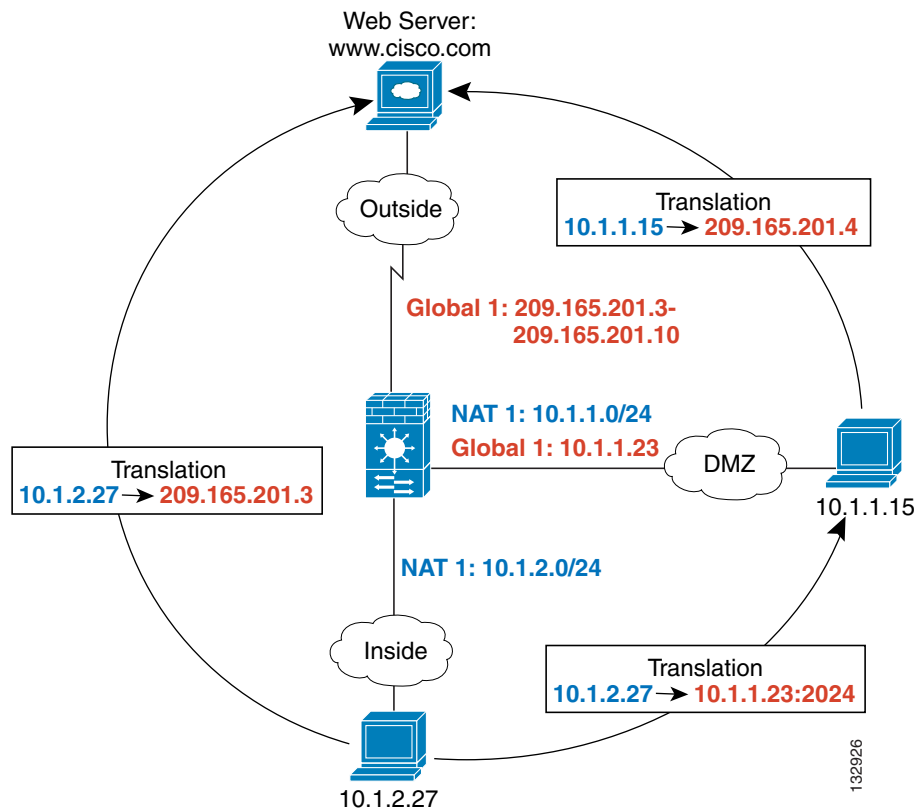 Web Server:
www.cisco.com
Outside
Translation
10.1.1.15 → 209.165.201.4
Global 1: 209.165.201.3-
209.165.201.10
NAT 1: 10.1.1.0/24
Global 1: 10.1.1.23
DMZ
10.1.1.15
Translation
10.1.2.27 → 209.165.201.3
NAT 1: 10.1.2.0/24
Inside
Translation
10.1.2.27 → 10.1.1.23:2024
10.1.2.27
132926